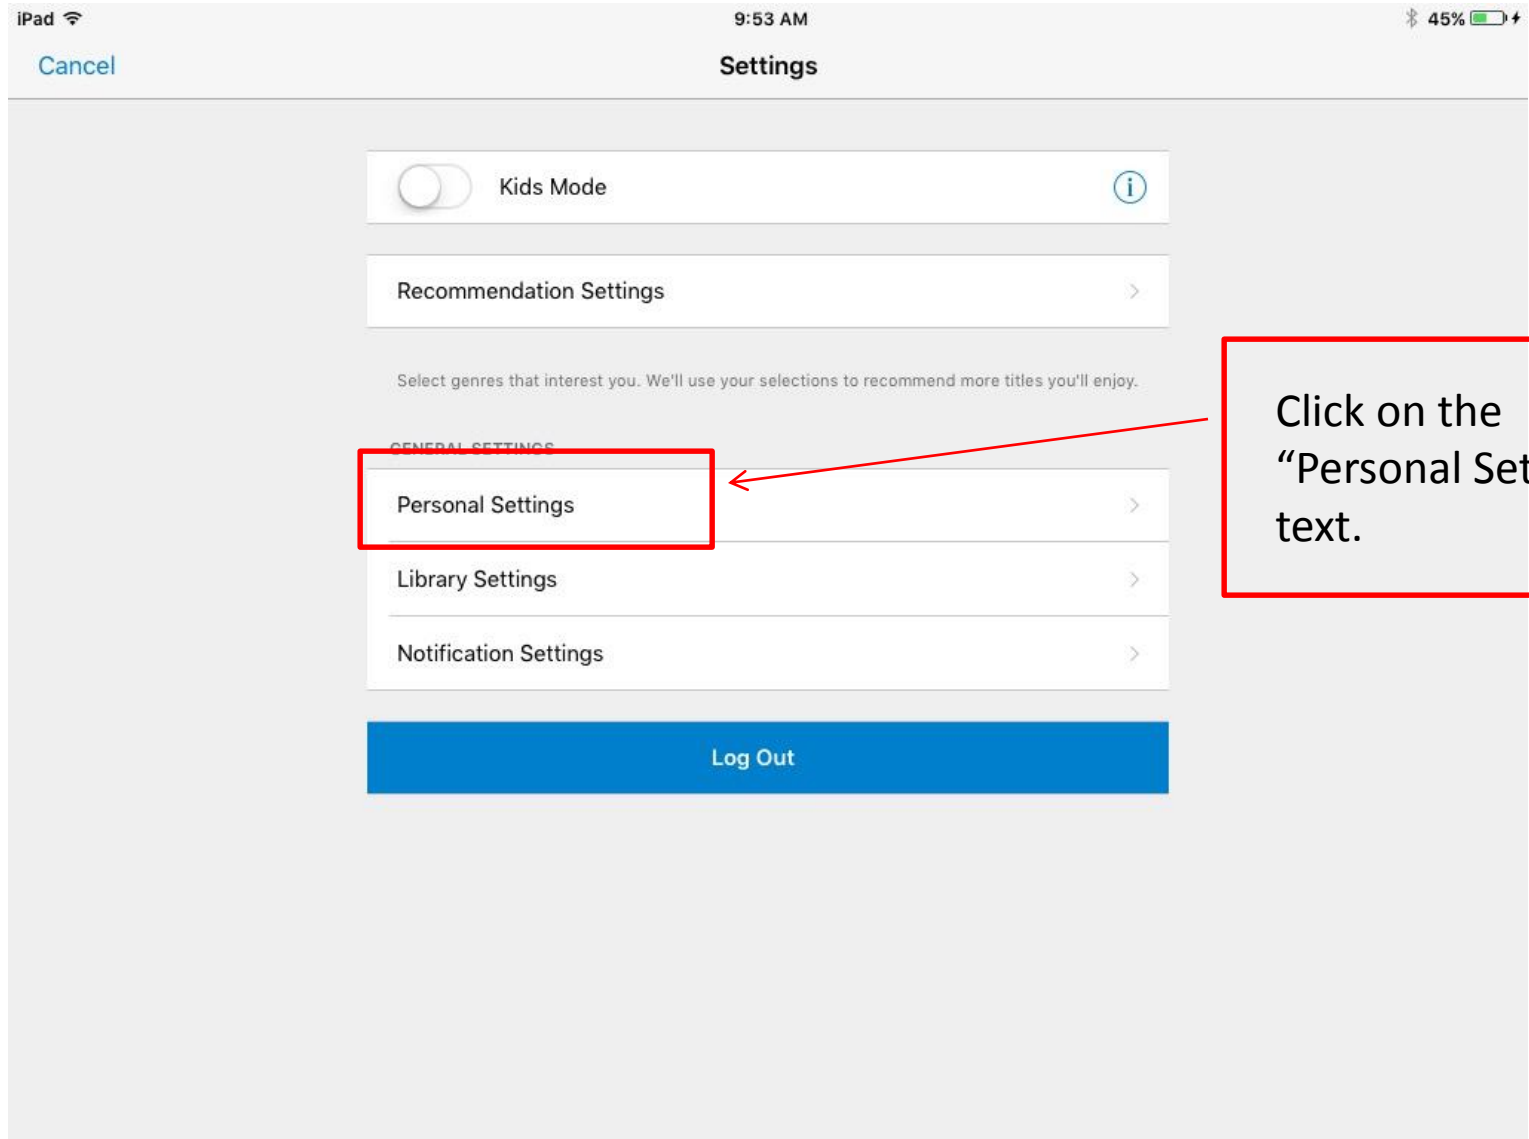 iPad 9:53 AM 45%
Cancel Settings
Kids Mode
Recommendation Settings
Select genres that interest you. We'll use your selections to recommend more titles you'll enjoy.
GENERAL SETTINGS
Personal Settings
Library Settings
Notification Settings
Log Out
Click on the
“Personal Set
text.